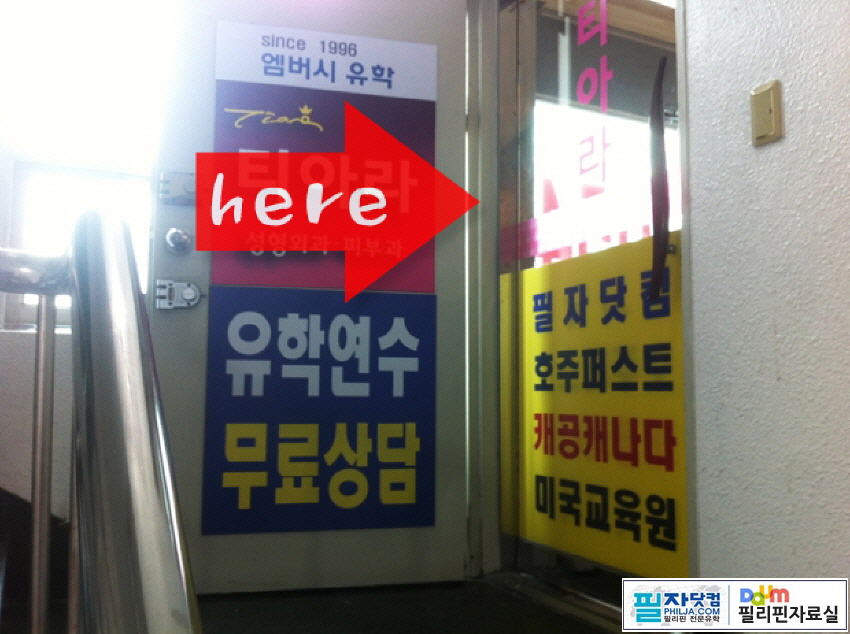 since 1996
엠버시 유학
Tiara
티아라
here
성형외과·피부과
유학연수
무료상담
티아라
필자닷컴
호주퍼스트
캐공캐나다
미국교육원
필자닷컴
PHILJA.COM
필리핀 전문유학
Daum
필리핀자료실